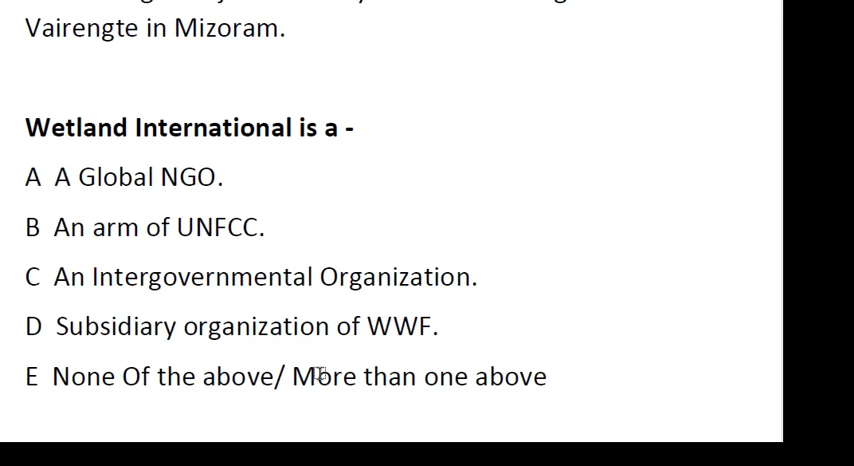 Vairengte in Mizoram.
Wetland International is a -
A A Global NGO.
B An arm of UNFCC.
C An Intergovernmental Organization.
D Subsidiary organization of WWF.
E None Of the above/ More than one above